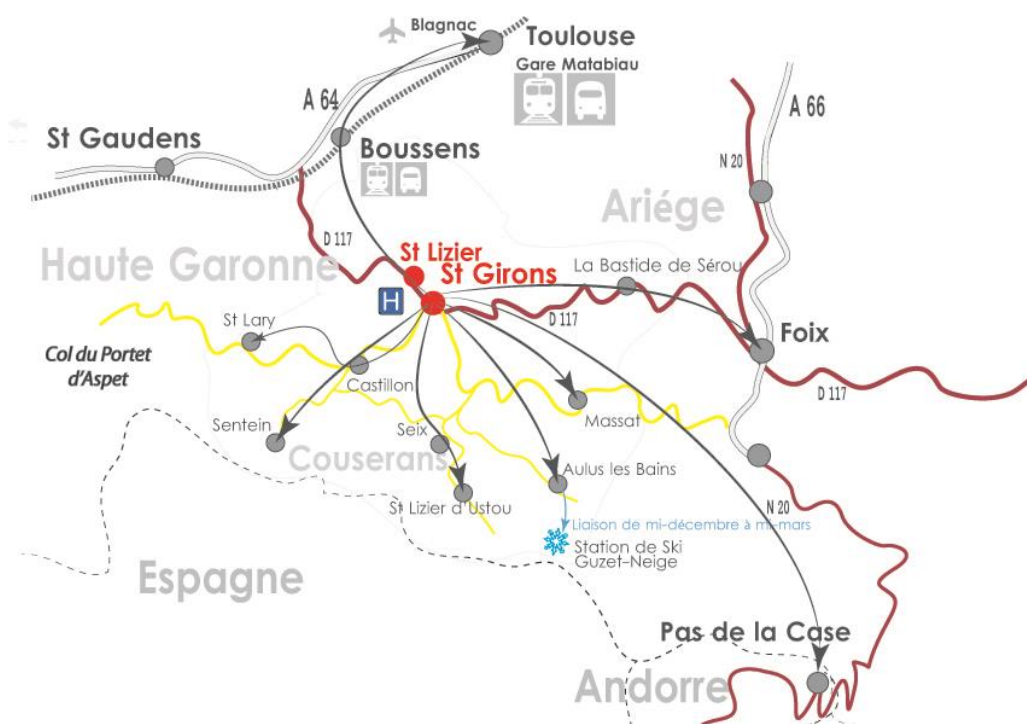 Blagnac
Toulouse
Gare Matabiau
A 64
A 66
St Gaudens
Boussens
N 20
Ariége
D 117
St Lizier
Haute Garonne
St Girons
La Bastide de Sérou
H
St Lary
D 117
Foix
Col du Portet
d'Aspet
Castillon
D 117
Massat
Sentein
Seix
Couserans
Aulus les Bains
St Lizier d'Ustou
N 20
Liaison de mi-décembre à mi-mars
Station de Ski
Guzet-Neige
Espagne
Pas de la Case
Andorre